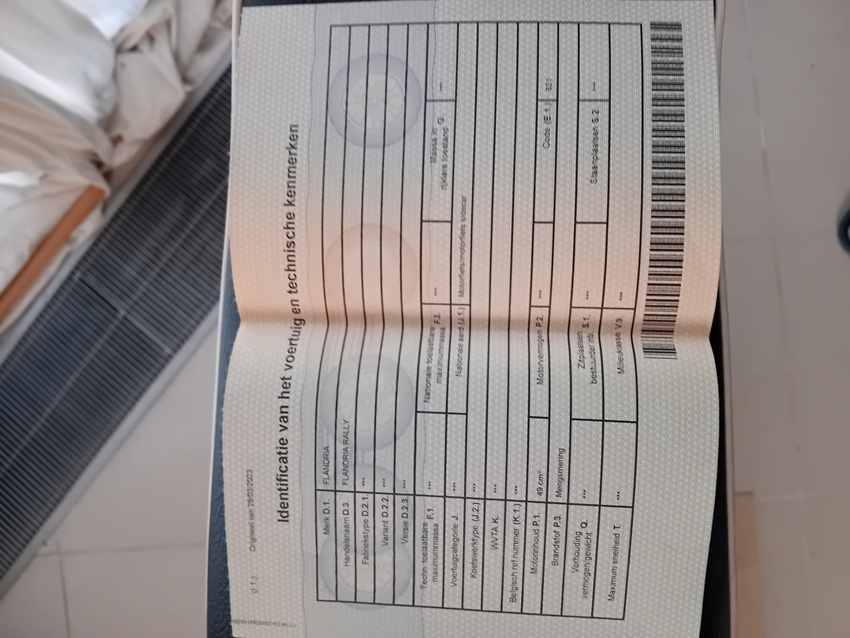 (J.1.) Origineel van 29/03/2023
Identificatie van het voertuig en technische kenmerken
Merk D.1. FLANDRIA
Handelsnaam D.3. FLANDRIA RALLY
Fabriekstype D.2.1. ***
Variant D.2.2. ***
Versie D.2.3. ***
Techn. toelaatbare maximummassa F.1. *** Nationale toelaatbare maximummassa F.2. *** Massa in rijklare toestand G. ***
Voertuigcategorie J. *** Nationale aard (J.1.) Motorfiets/motorfiets sidecar
Koetswerktype (J.2.) ***
WVTA K. ***
Belgisch ref.nummer (K.1.) ***
Motorinhoud P.1. 49 cm³ Motorvermogen P.2. *** Code (E.1.)
Brandstof P.3. Mengsmering
Verhouding vermogen/gewicht Q. *** Zitplaatsen bestuurder inb. S.1. *** Staanplaatsen S.2. ***
Maximum snelheid T. *** Milieuklasse V.9. ***